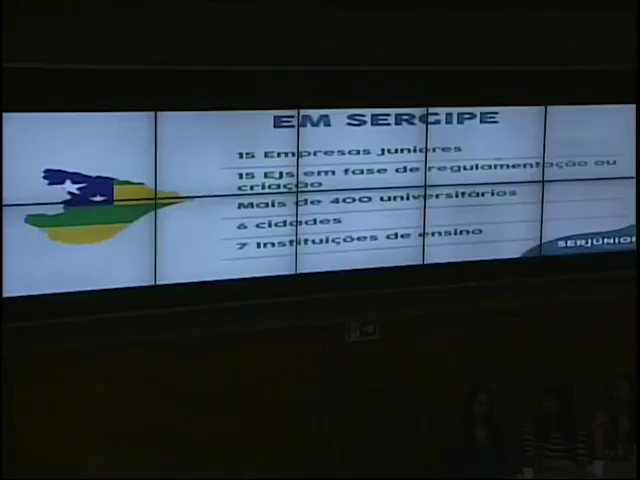 EM SERGIPE
15 Empresas Juniores
15 EJs em fase de regulamentação ou
criação
Mais de 400 universitários
6 cidades
7 Instituições de ensino
SERJÚNIOR